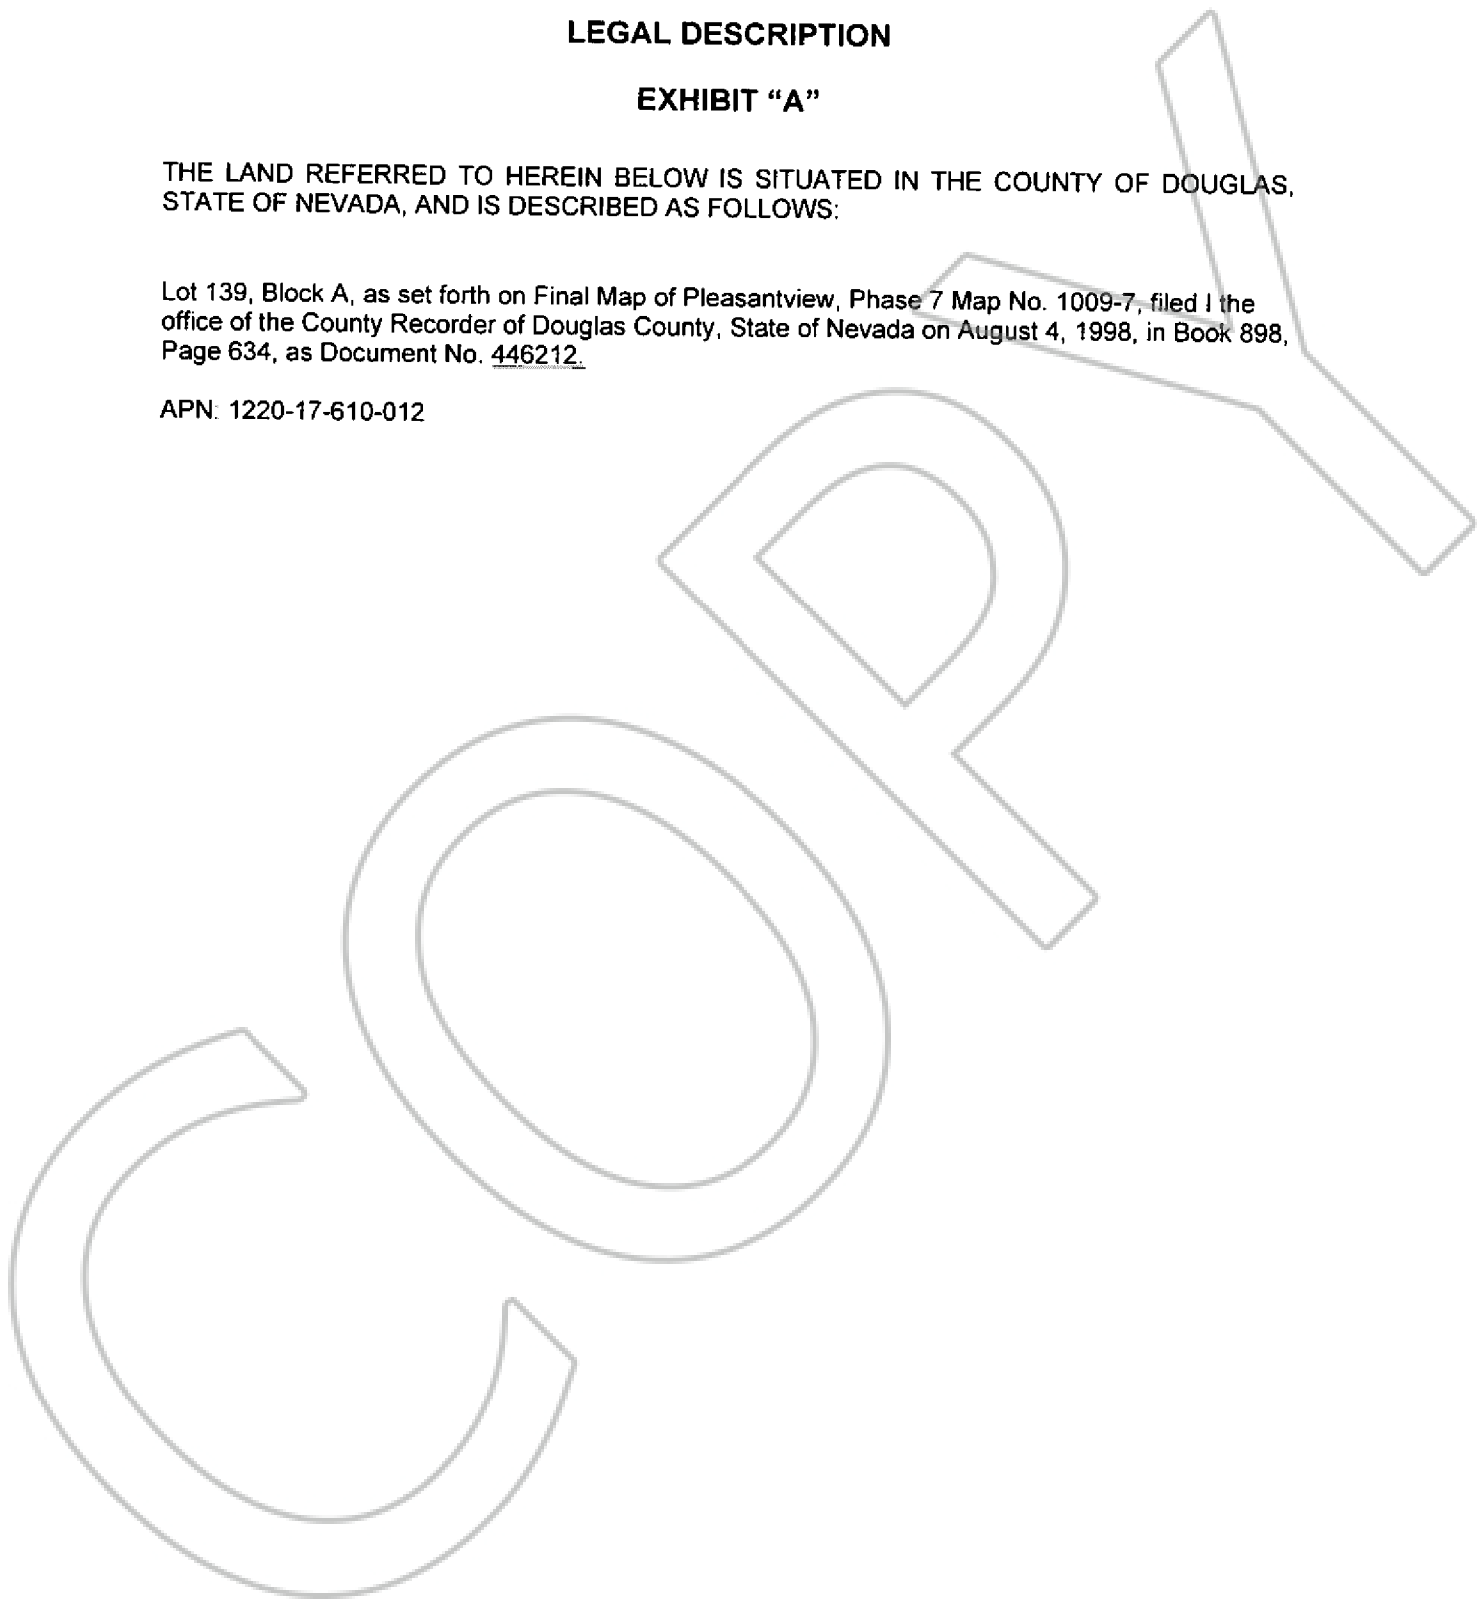 LEGAL DESCRIPTION
EXHIBIT “A”
THE LAND REFERRED TO HEREIN BELOW IS SITUATED IN THE COUNTY OF DOUGLAS,
STATE OF NEVADA, AND IS DESCRIBED AS FOLLOWS:
Lot 139, Block A, as set forth on Final Map of Pleasantview, Phase 7 Map No. 1009-7, filed I the
office of the County Recorder of Douglas County, State of Nevada on August 4, 1998, in Book 898,
Page 634, as Document No. 446212.
APN: 1220-17-610-012
COPY